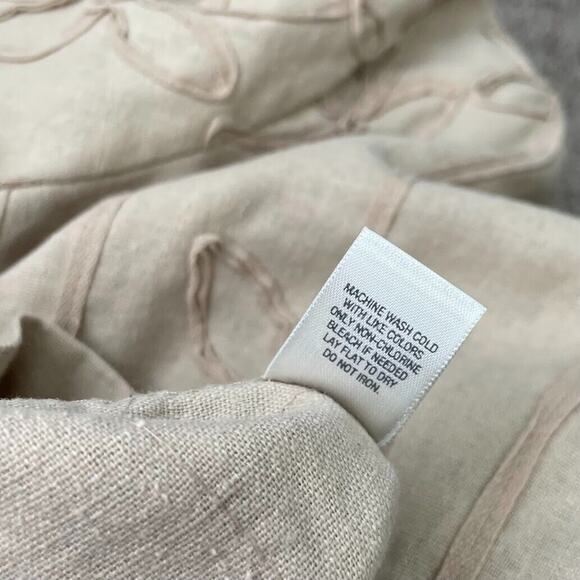 MACHINE WASH COLD
WITH LIKE COLORS
ONLY NON-CHLORINE
BLEACH IF NEEDED
LAY FLAT TO DRY
DO NOT IRON.